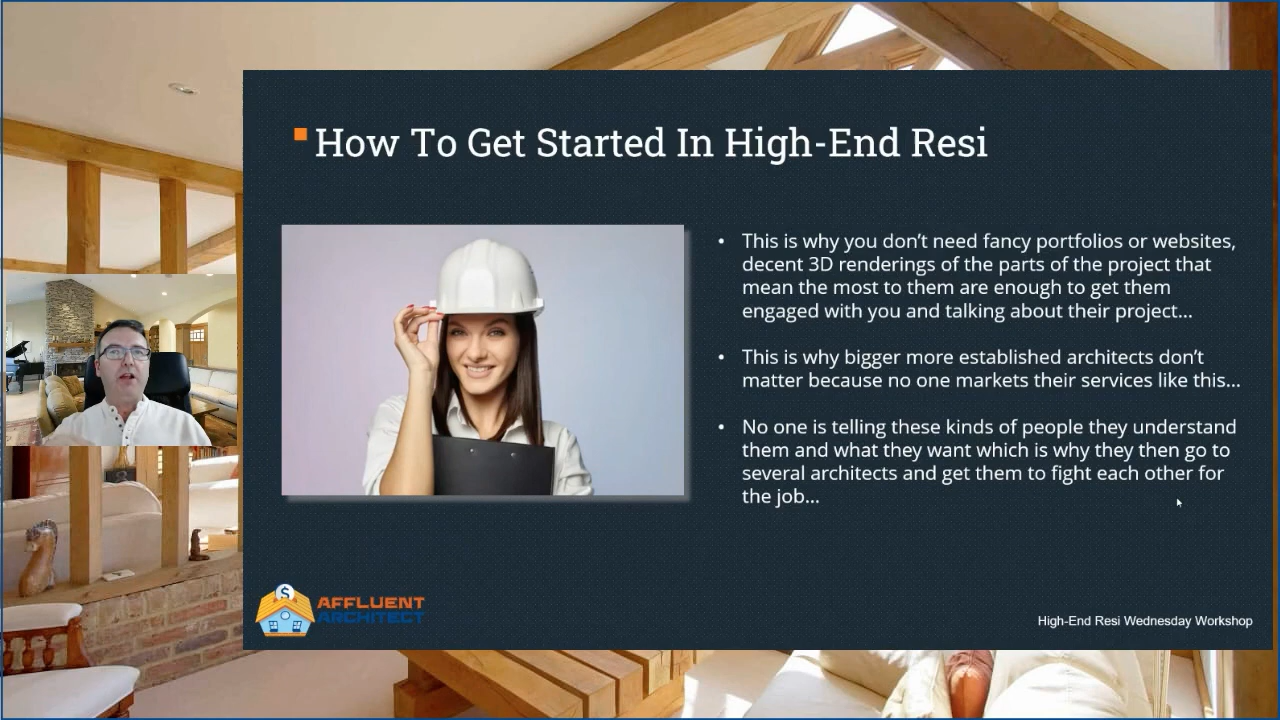 How To Get Started In High-End Resi
• This is why you don’t need fancy portfolios or websites,
decent 3D renderings of the parts of the project that
mean the most to them are enough to get them
engaged with you and talking about their project...
• This is why bigger more established architects don’t
matter because no one markets their services like this...
• No one is telling these kinds of people they understand
them and what they want which is why they then go to
several architects and get them to fight each other for
the job...
$
AFFLUENT
ARCHITECT
High-End Resi Wednesday Workshop